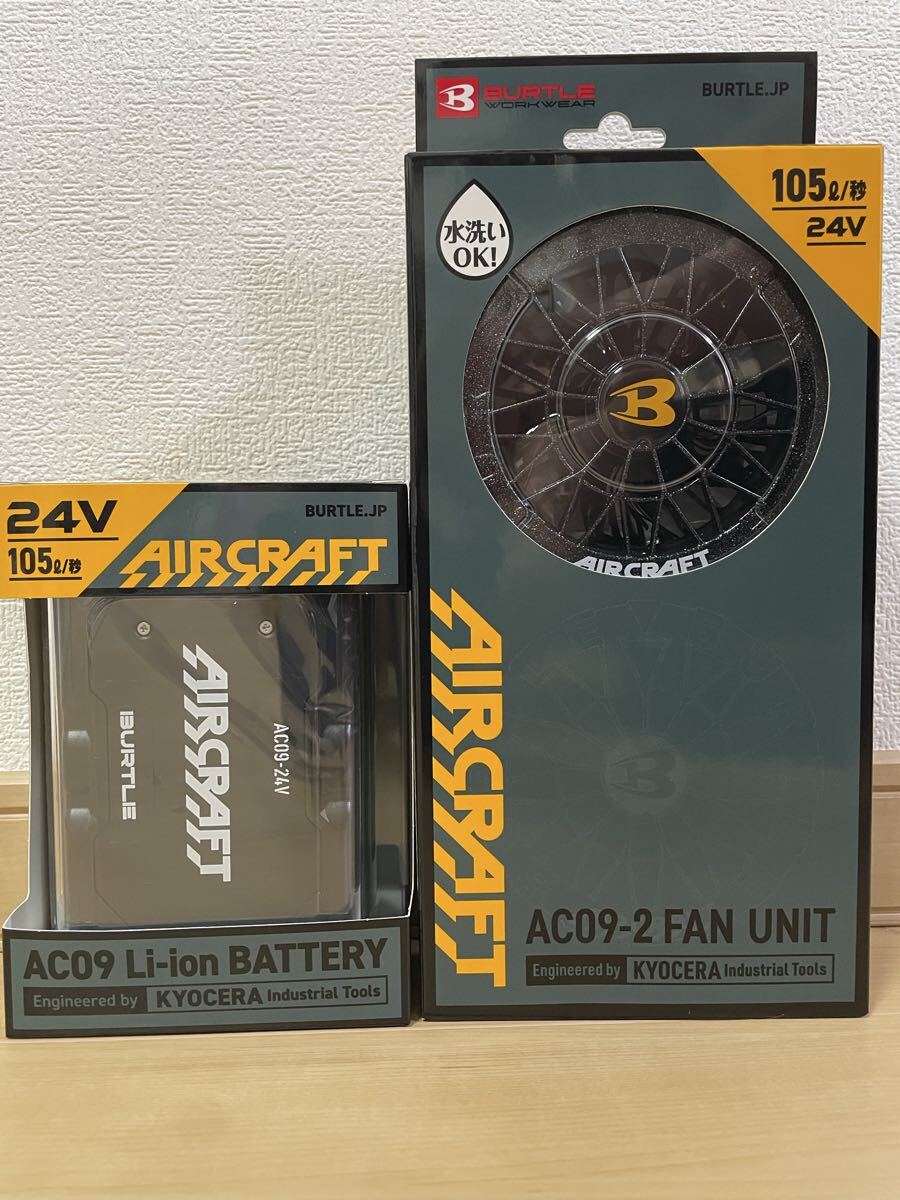 BURTLE
WORKWEAR
BURTLE.JP
水洗い
OK!
105ℓ/秒
24V
B
AIRCRAFT
AIRCRAFT
AC09-2 FAN UNIT
Engineered by KYOCERA Industrial Tools
24V
105ℓ/秒
BURTLE.JP
AIRCRAFT
AC09-24V
AIRCRAFT
BURTLE
AC09 Li-ion BATTERY
Engineered by KYOCERA Industrial Tools